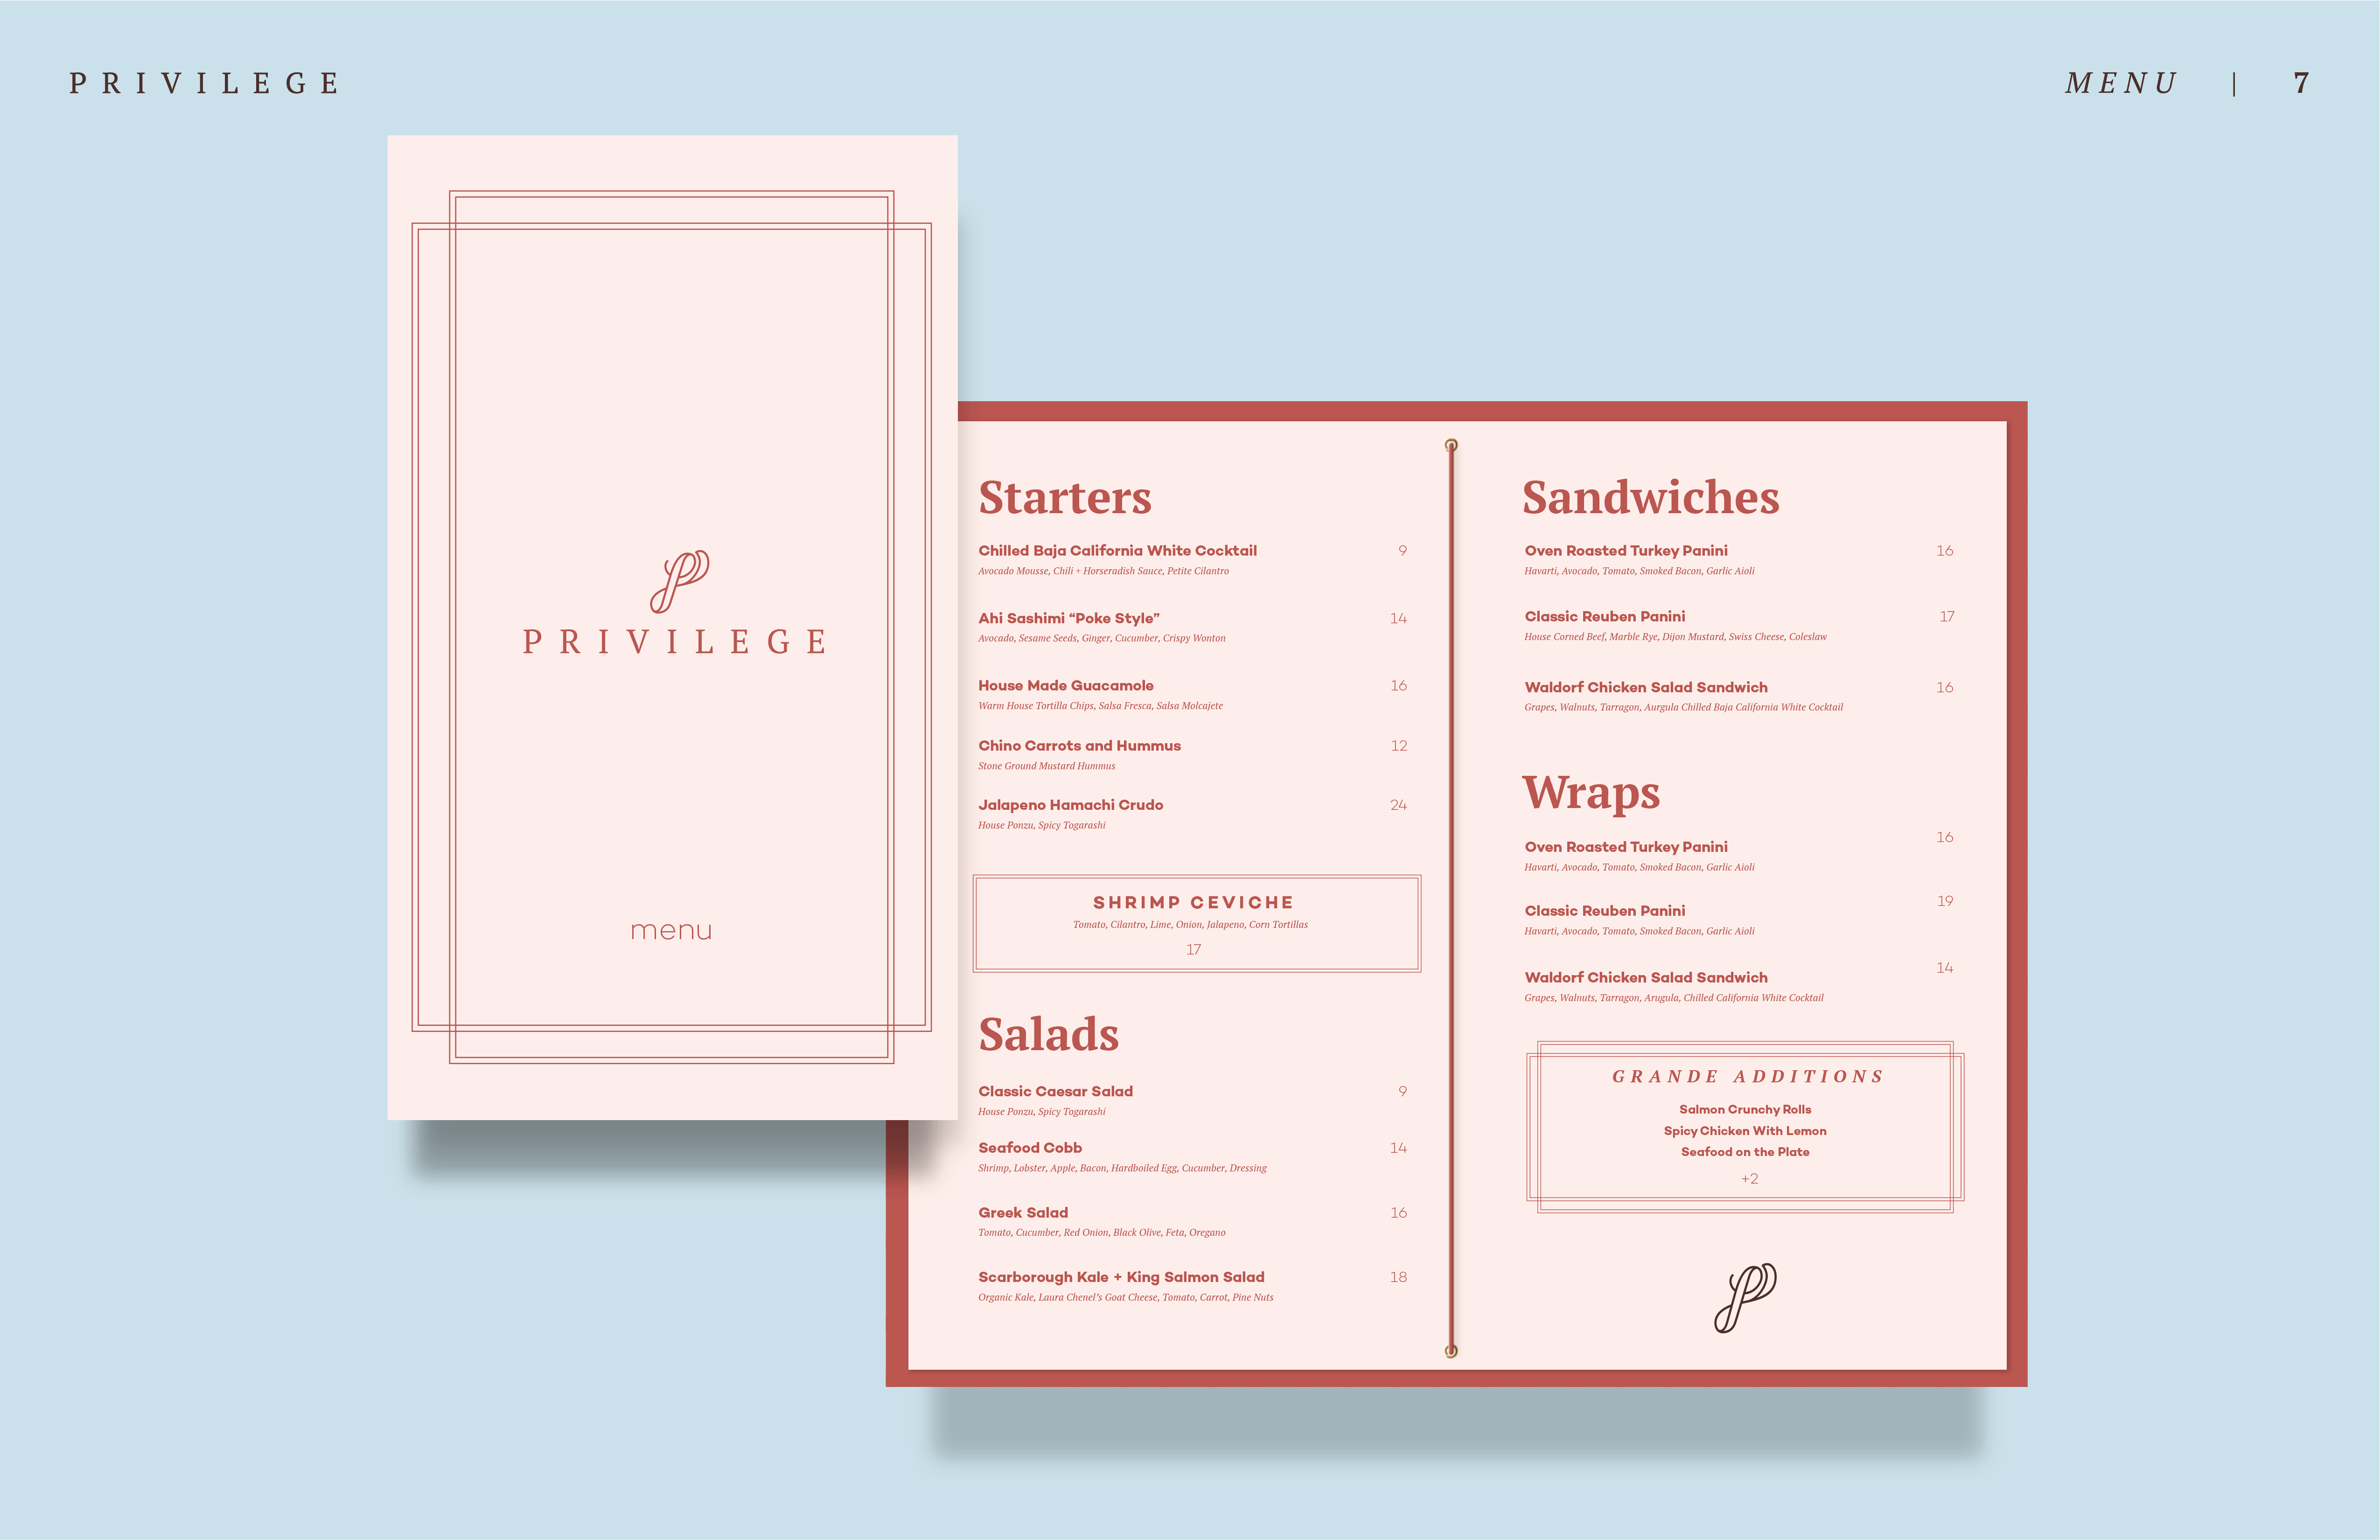 PRIVILEGE
MENU | 7
P
PRIVILEGE
menu
Starters
Chilled Baja California White Cocktail 9
Avocado Mousse, Chili + Horseradish Sauce, Petite Cilantro
Ahi Sashimi “Poke Style” 14
Avocado, Sesame Seeds, Ginger, Cucumber, Crispy Wonton
House Made Guacamole 16
Warm House Tortilla Chips, Salsa Fresca, Salsa Molcajete
Chino Carrots and Hummus 12
Stone Ground Mustard Hummus
Jalapeno Hamachi Crudo 24
House Ponzu, Spicy Togarashi
SHRIMP CEVICHE
Tomato, Cilantro, Lime, Onion, Jalapeno, Corn Tortillas
17
Salads
Classic Caesar Salad 9
House Ponzu, Spicy Togarashi
Seafood Cobb 14
Shrimp, Lobster, Apple, Bacon, Hardboiled Egg, Cucumber, Dressing
Greek Salad 16
Tomato, Cucumber, Red Onion, Black Olive, Feta, Oregano
Scarborough Kale + King Salmon Salad 18
Organic Kale, Laura Chenel’s Goat Cheese, Tomato, Carrot, Pine Nuts
Sandwiches
Oven Roasted Turkey Panini 16
Havarti, Avocado, Tomato, Smoked Bacon, Garlic Aioli
Classic Reuben Panini 17
House Corned Beef, Marble Rye, Dijon Mustard, Swiss Cheese, Coleslaw
Waldorf Chicken Salad Sandwich 16
Grapes, Walnuts, Tarragon, Aurgula Chilled Baja California White Cocktail
Wraps
Oven Roasted Turkey Panini 16
Havarti, Avocado, Tomato, Smoked Bacon, Garlic Aioli
Classic Reuben Panini 19
Havarti, Avocado, Tomato, Smoked Bacon, Garlic Aioli
Waldorf Chicken Salad Sandwich 14
Grapes, Walnuts, Tarragon, Arugula, Chilled California White Cocktail
GRANDE ADDITIONS
Salmon Crunchy Rolls
Spicy Chicken With Lemon
Seafood on the Plate
+2
P